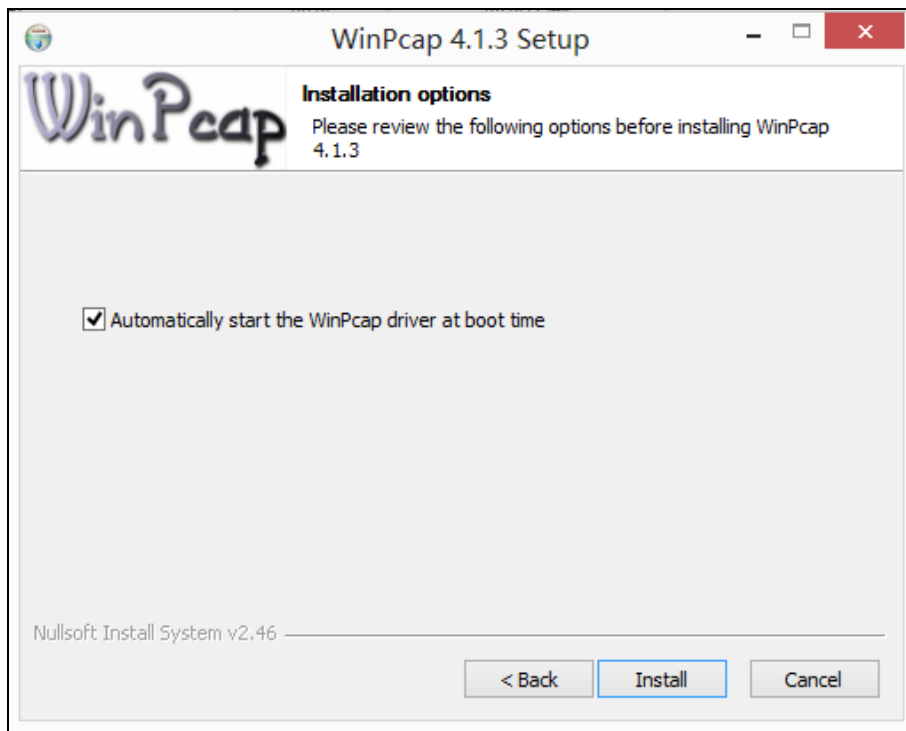 WinPcap 4.1.3 Setup
WinPcap
Installation options
Please review the following options before installing WinPcap
4.1.3
Automatically start the WinPcap driver at boot time
Nullsoft Install System v2.46
< Back
Install
Cancel